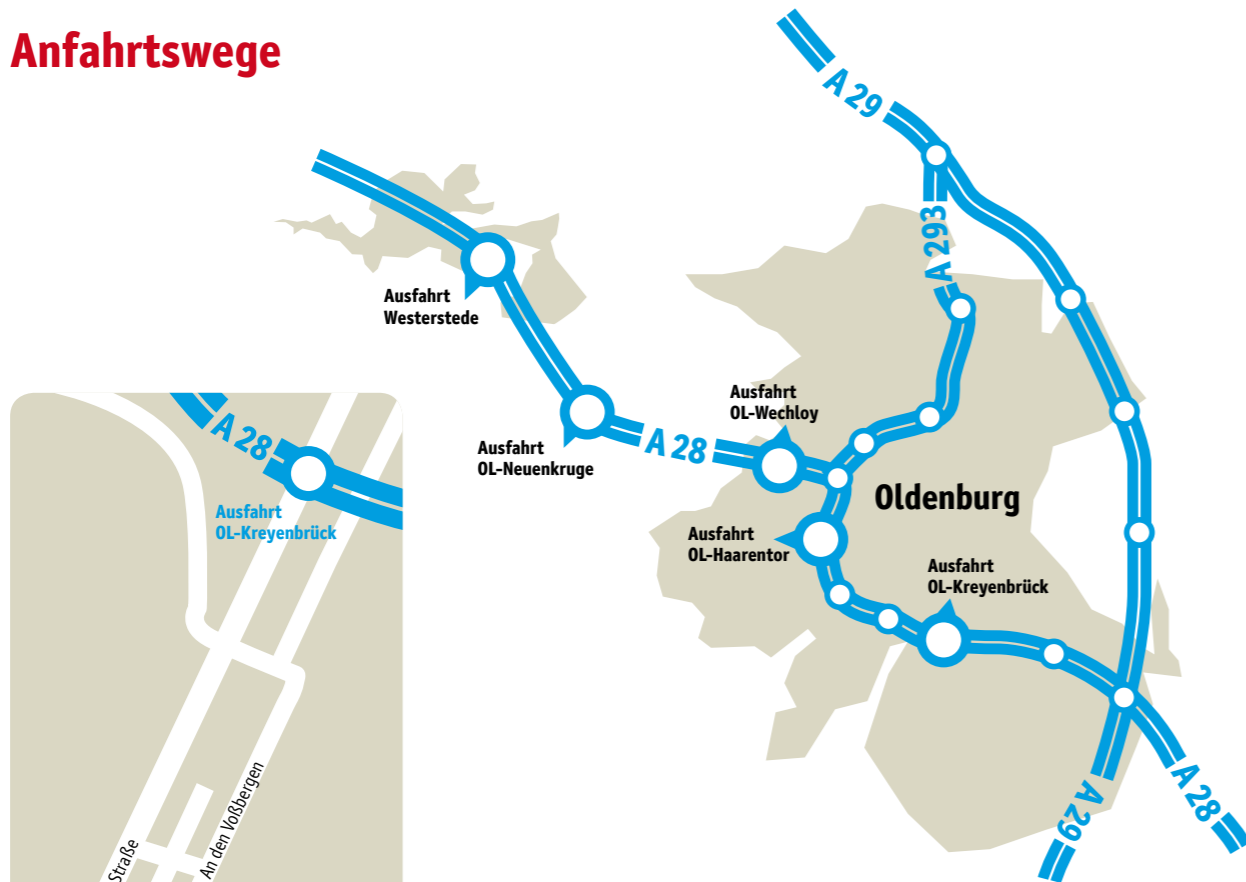 Anfahrtswege
A 29
A 293
Ausfahrt
Westerstede
Ausfahrt
OL-Wechloy
Ausfahrt
OL-Neuenkruge
A 28
Oldenburg
Ausfahrt
OL-Haarentor
Ausfahrt
OL-Kreyenbrück
A 28
A 29
A 28
Ausfahrt
OL-Kreyenbrück
Straße
An den Voßbergen